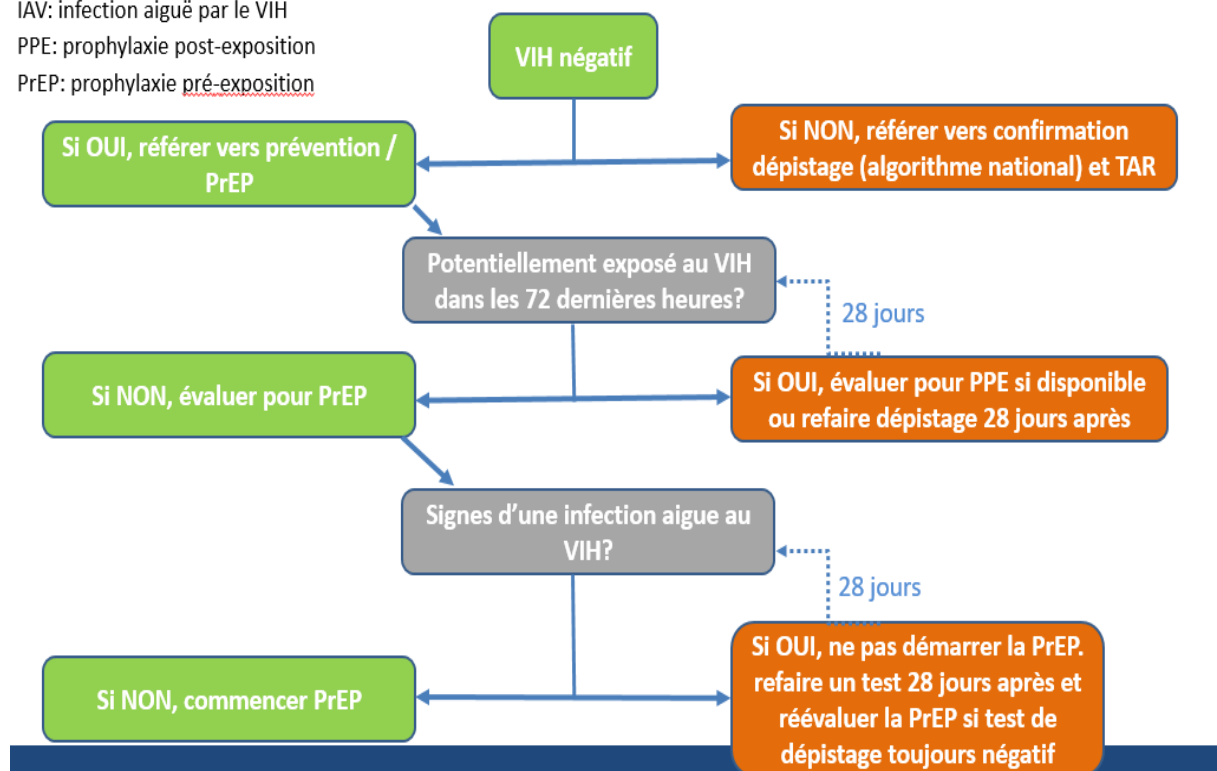 IAV: infection aiguë par le VIH
PPE: prophylaxie post-exposition
PrEP: prophylaxie pré-exposition
VIH négatif
Si OUI, référer vers prévention /
PrEP
Si NON, référer vers confirmation
dépistage (algorithme national) et TAR
Potentiellement exposé au VIH
dans les 72 dernières heures?
28 jours
Si NON, évaluer pour PrEP
Si OUI, évaluer pour PPE si disponible
ou refaire dépistage 28 jours après
Signes d'une infection aigue au
VIH?
28 jours
Si NON, commencer PrEP
Si OUI, ne pas démarrer la PrEP.
refaire un test 28 jours après et
réévaluer la PrEP si test de
dépistage toujours négatif